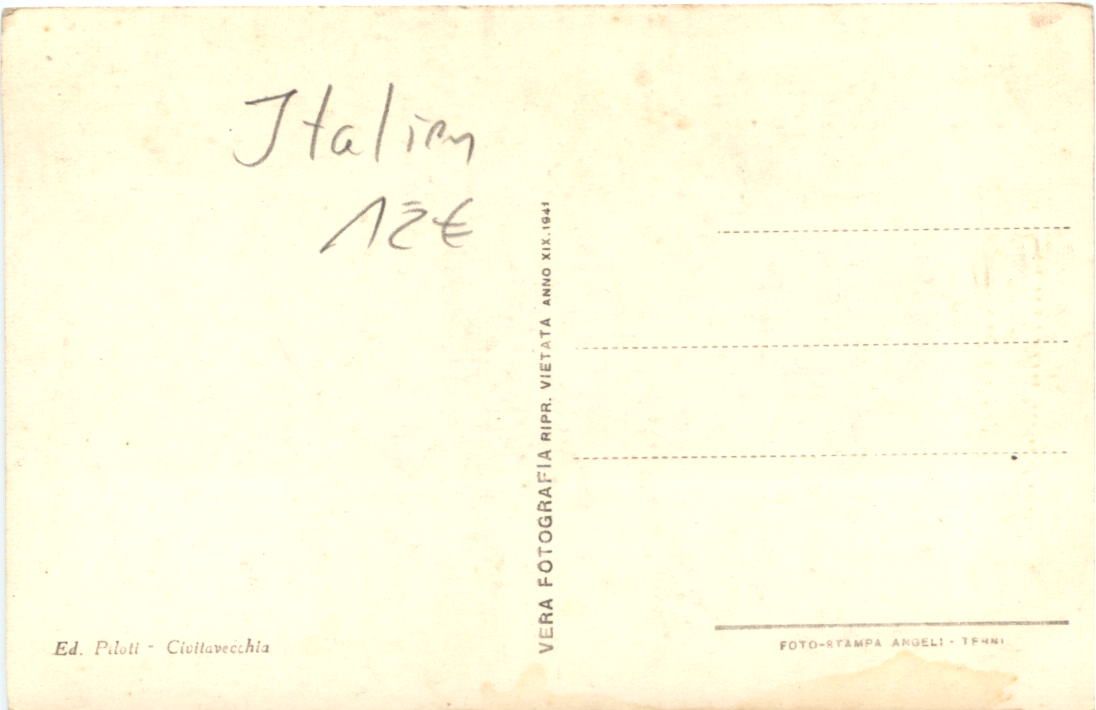 Italien
12€
VERA FOTOGRAFIA RIPR. VIETATA ANNO XIX.1941
Ed. Piloti - Civitavecchia
FOTO-STAMPA ANGELI - TERNI